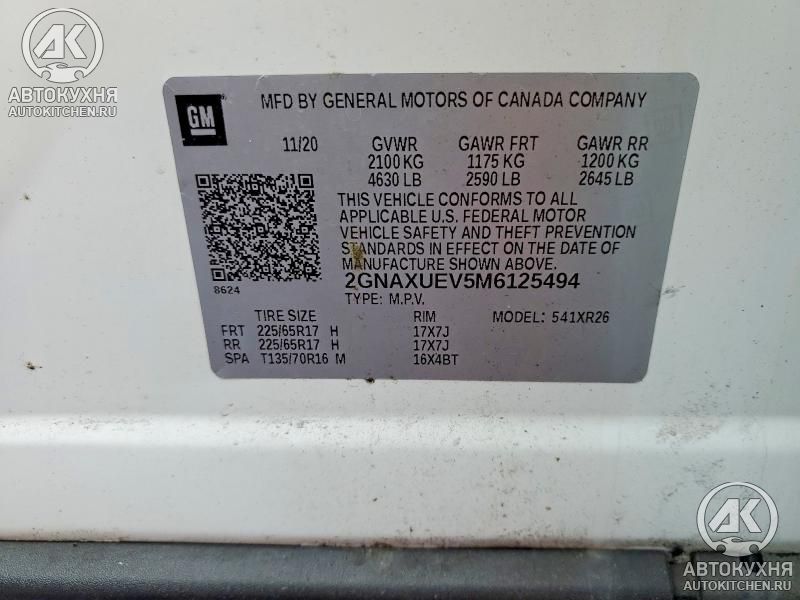 АК
АВТОКУХНЯ
AUTOKITCHEN.RU
GM
MFD BY GENERAL MOTORS OF CANADA COMPANY
11/20 GVWR GAWR FRT GAWR RR
2100 KG 1175 KG 1200 KG
4630 LB 2590 LB 2645 LB
THIS VEHICLE CONFORMS TO ALL
APPLICABLE U.S. FEDERAL MOTOR
VEHICLE SAFETY AND THEFT PREVENTION
STANDARDS IN EFFECT ON THE DATE OF
MANUFACTURE SHOWN ABOVE.
8624
2GNAXUEV5M6125494
TYPE: M.P.V.
TIRE SIZE RIM MODEL: 541XR26
FRT 225/65R17 H 17X7J
RR 225/65R17 H 17X7J
SPA T135/70R16 M 16X4BT
АК
АВТОКУХНЯ
AUTOKITCHEN.RU